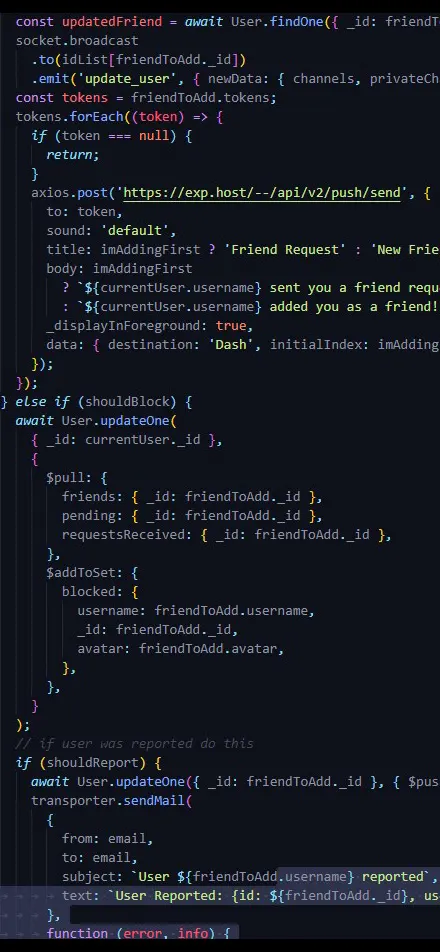 const updatedFriend = await User.findOne({ _id: friendT
socket.broadcast
.to(idList[friendToAdd._id])
.emit('update_user', { newData: { channels, privateCh
const tokens = friendToAdd.tokens;
tokens.forEach((token) => {
if (token === null) {
return;
}
axios.post('https://exp.host/--/api/v2/push/send', {
to: token,
sound: 'default',
title: imAddingFirst ? 'Friend Request' : 'New Frie
body: imAddingFirst
? `${currentUser.username} sent you a friend requ
: `${currentUser.username} added you as a friend!
_displayInForeground: true,
data: { destination: 'Dash', initialIndex: imAdding
});
});
} else if (shouldBlock) {
await User.updateOne(
{ _id: currentUser._id },
{
$pull: {
friends: { _id: friendToAdd._id },
pending: { _id: friendToAdd._id },
requestsReceived: { _id: friendToAdd._id },
},
$addToSet: {
blocked: {
username: friendToAdd.username,
_id: friendToAdd._id,
avatar: friendToAdd.avatar,
},
},
}
);
// if user was reported do this
if (shouldReport) {
await User.updateOne({ _id: friendToAdd._id }, { $pus
transporter.sendMail(
{
from: email,
to: email,
subject: `User ${friendToAdd.username} reported`,
text: `User Reported: {id: ${friendToAdd._id}, us
},
function (error, info) {